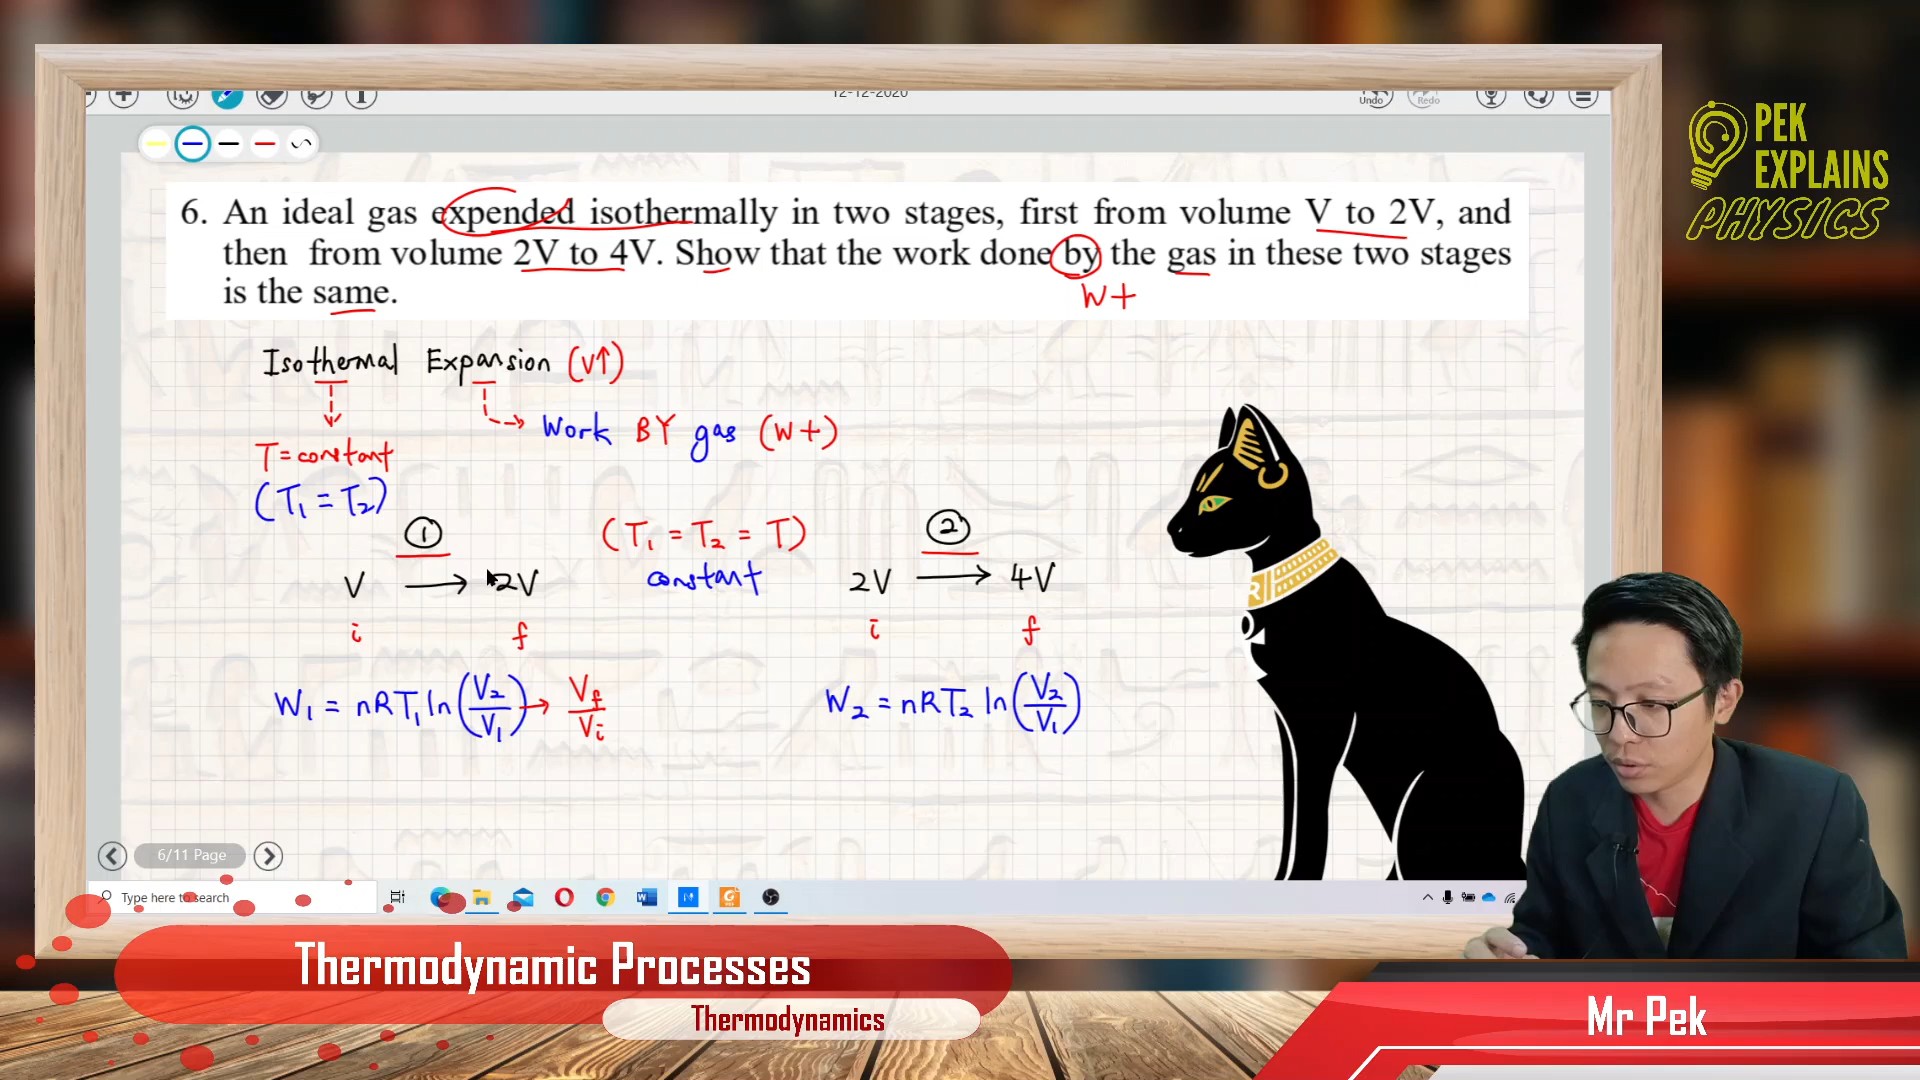 12-12-2020
Undo
Redo
PEK
EXPLAINS
PHYSICS
6. An ideal gas expended isothermally in two stages, first from volume V to 2V, and
then from volume 2V to 4V. Show that the work done by the gas in these two stages
is the same.
W+
Isothermal Expansion (V↑)
Work BY gas (W+)
T=constant
(T₁ = T₂)
① (T₁ = T₂ = T) ②
V → 2V constant 2V → 4V
i f i f
W₁ = nRT₁ ln(V₂/V₁) → Vf/Vi W₂ = nRT₂ ln(V₂/V₁)
6/11 Page
Type here to search
Thermodynamic Processes
Thermodynamics
Mr Pek